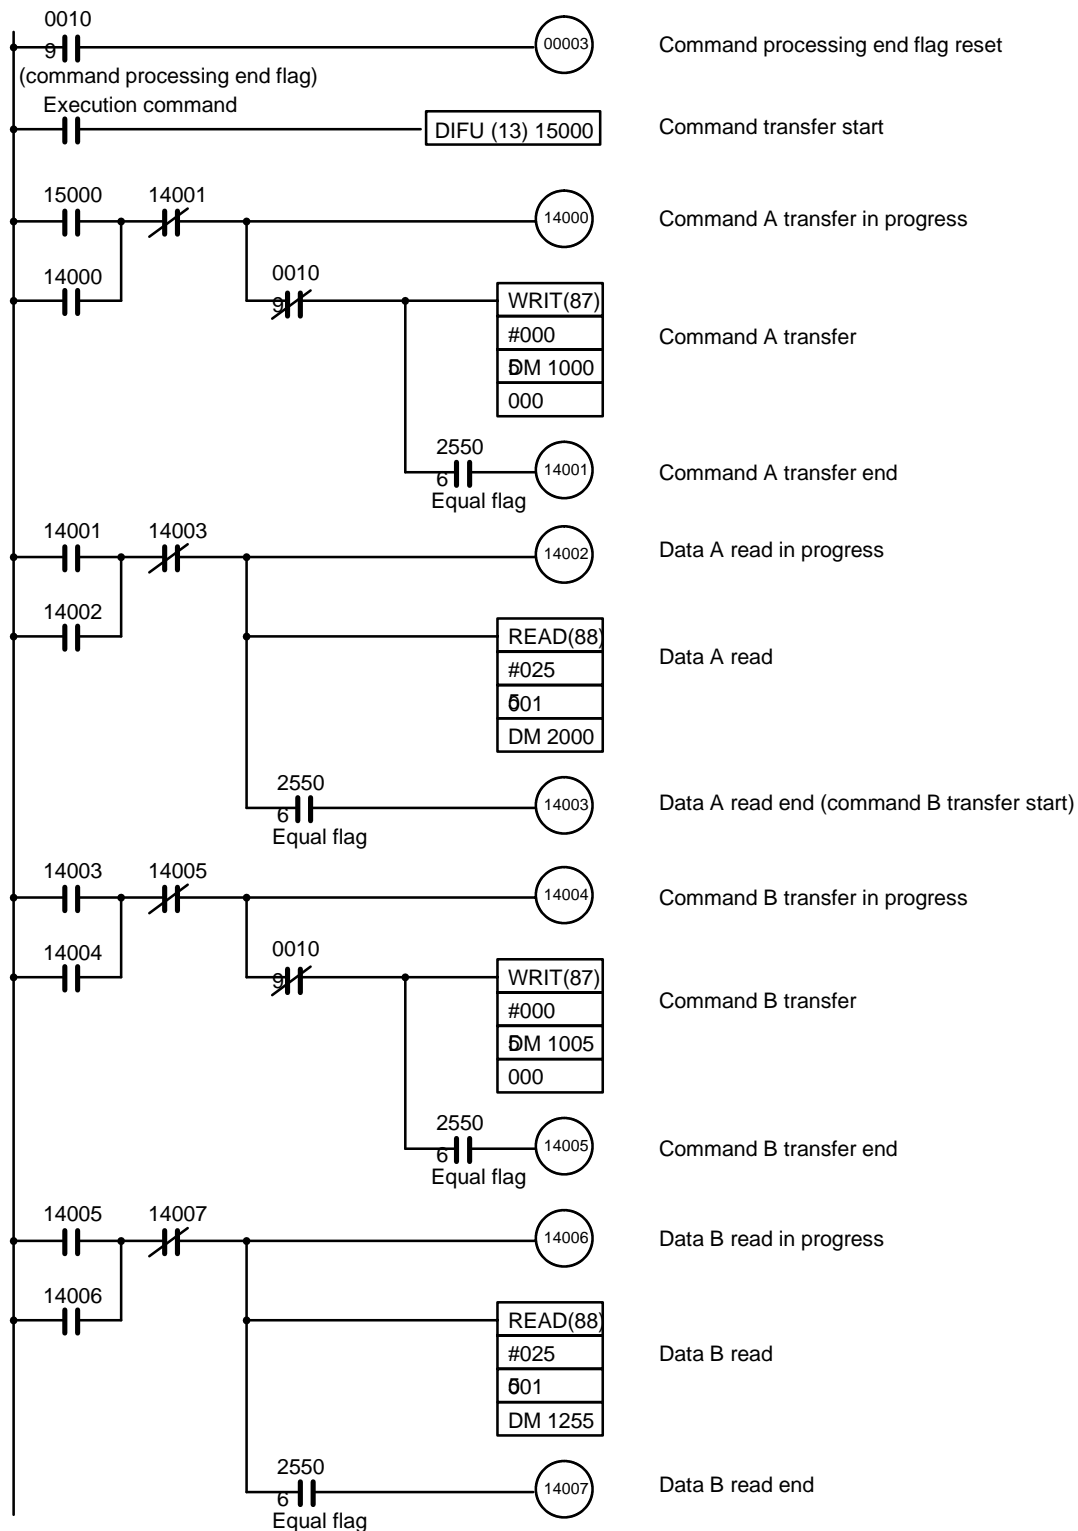 0010
9
00003 Command processing end flag reset
(command processing end flag)
Execution command
DIFU (13) 15000 Command transfer start
15000 14001
14000 Command A transfer in progress
14000
0010
9
WRIT(87)
#000
5
DM 1000
000
Command A transfer
2550
6
14001 Command A transfer end
Equal flag
14001 14003
14002 Data A read in progress
14002
READ(88)
#025
5
001
DM 2000
Data A read
2550
6
14003 Data A read end (command B transfer start)
Equal flag
14003 14005
14004 Command B transfer in progress
14004
0010
9
WRIT(87)
#000
5
DM 1005
000
Command B transfer
2550
6
14005 Command B transfer end
Equal flag
14005 14007
14006 Data B read in progress
14006
READ(88)
#025
5
001
DM 1255
Data B read
2550
6
14007 Data B read end
Equal flag